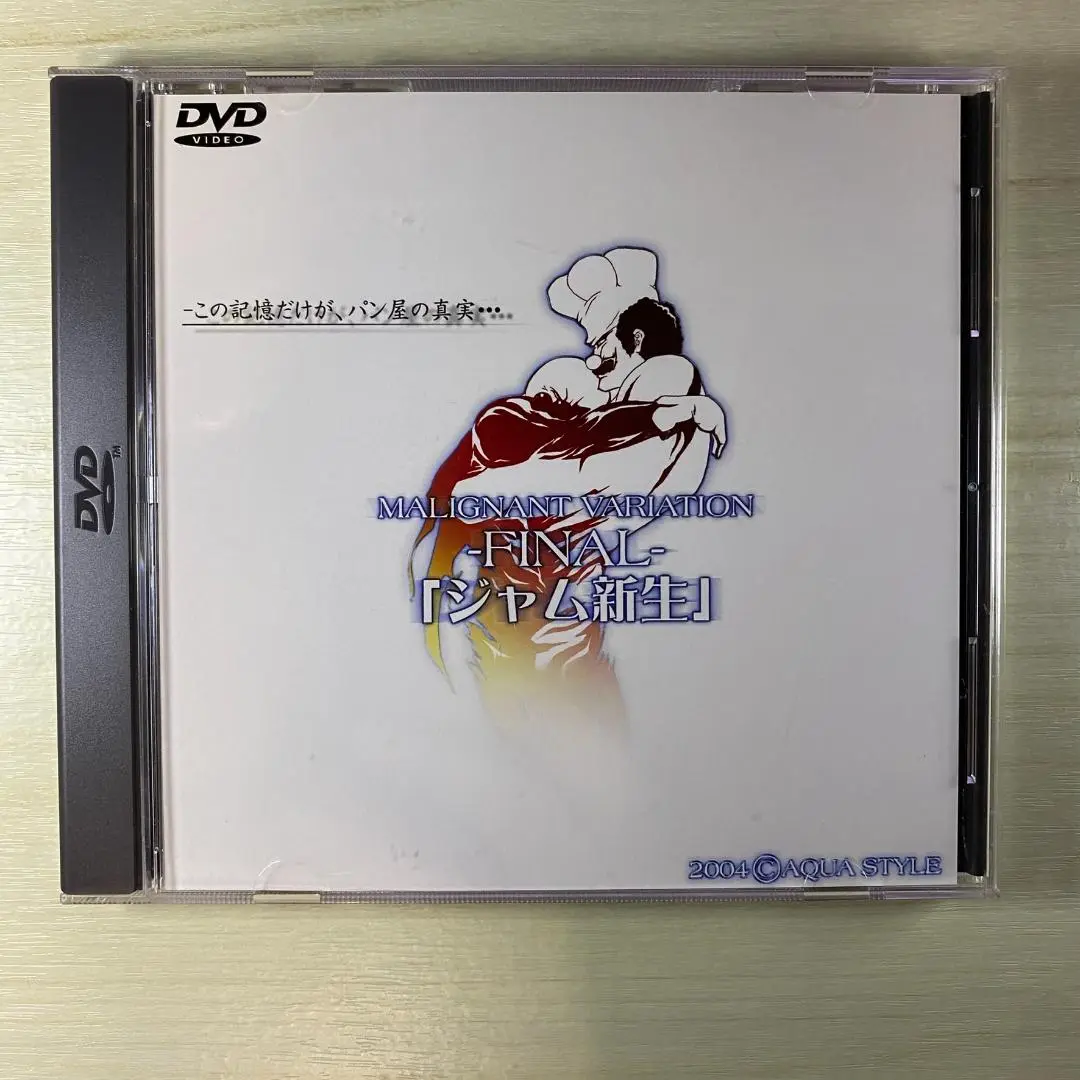 DVD
VIDEO
-この記憶だけが、パン屋の真実・・・
MALIGNANT VARIATION
-FINAL-
「ジャム新生」
2004 ©AQUA STYLE
DVD™